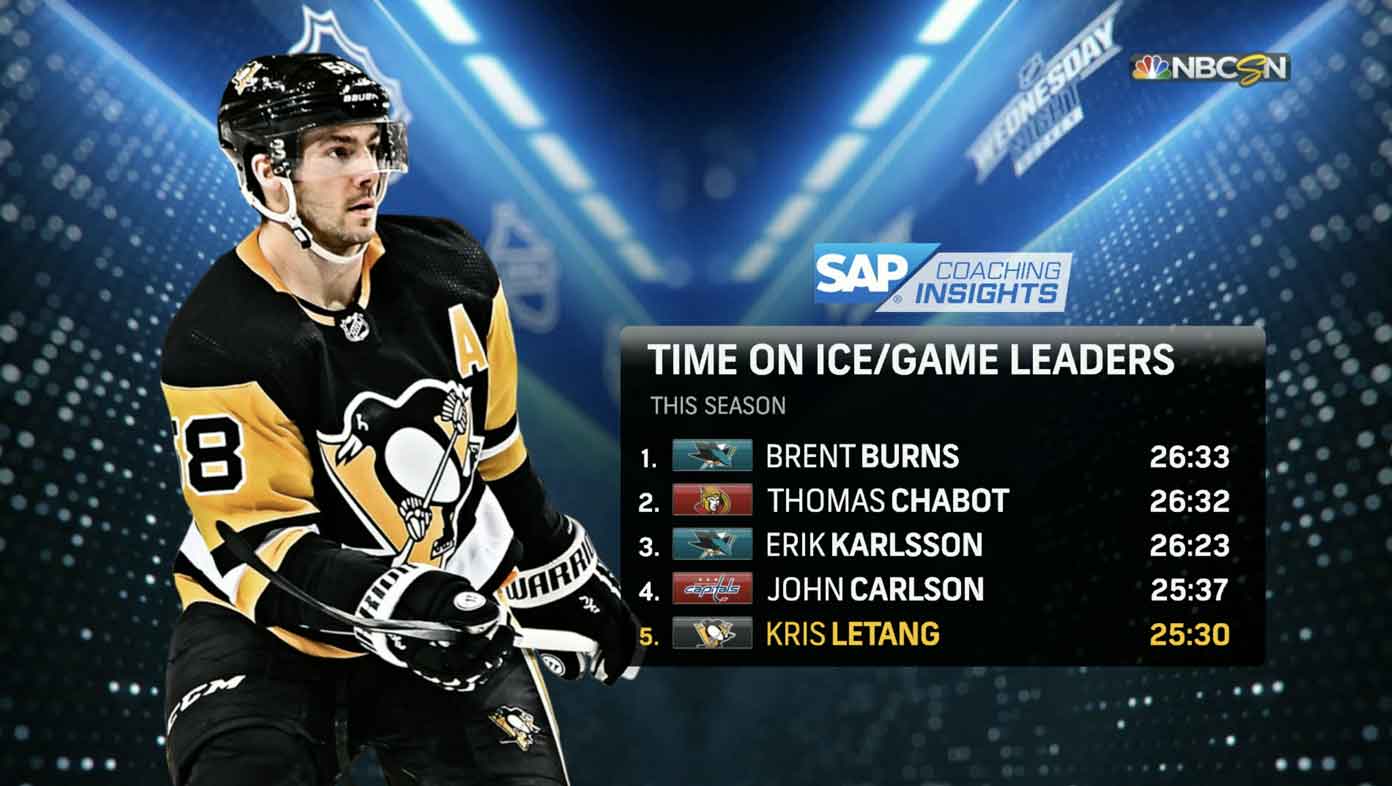 58
BAUER
WEDNESDAY
NIGHT
NBCSN
A
58
SAP
®
COACHING
INSIGHTS
TIME ON ICE/GAME LEADERS
THIS SEASON
1. BRENT BURNS 26:33
2. THOMAS CHABOT 26:32
3. ERIK KARLSSON 26:23
4. capitals JOHN CARLSON 25:37
5. KRIS LETANG 25:30
WARRIOR
CCM